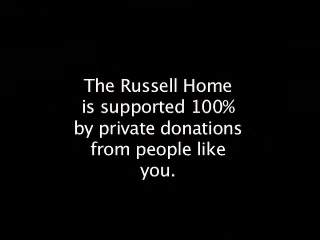 The Russell Home
is supported 100%
by private donations
from people like
you.